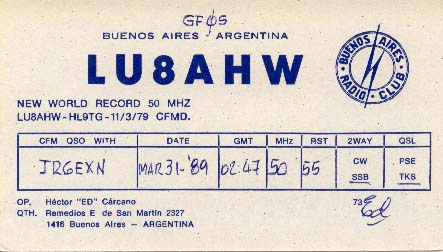 GFØS
BUENOS AIRES ARGENTINA
LU8AHW
BUENOS AIRES RADIO CLUB
NEW WORLD RECORD 50 MHZ
LU8AHW-HL9TG-11/3/79 CFMD.
CFM QSO WITH DATE GMT MHz RST 2WAY QSL
JR6EXN MAR 31-'89 02:47 50 55 CW PSE
SSB TKS
OP. Héctor "ED" Cárcano 73 Ed
QTH. Remedios E de San Martín 2327
1416 Buenos Aires – ARGENTINA